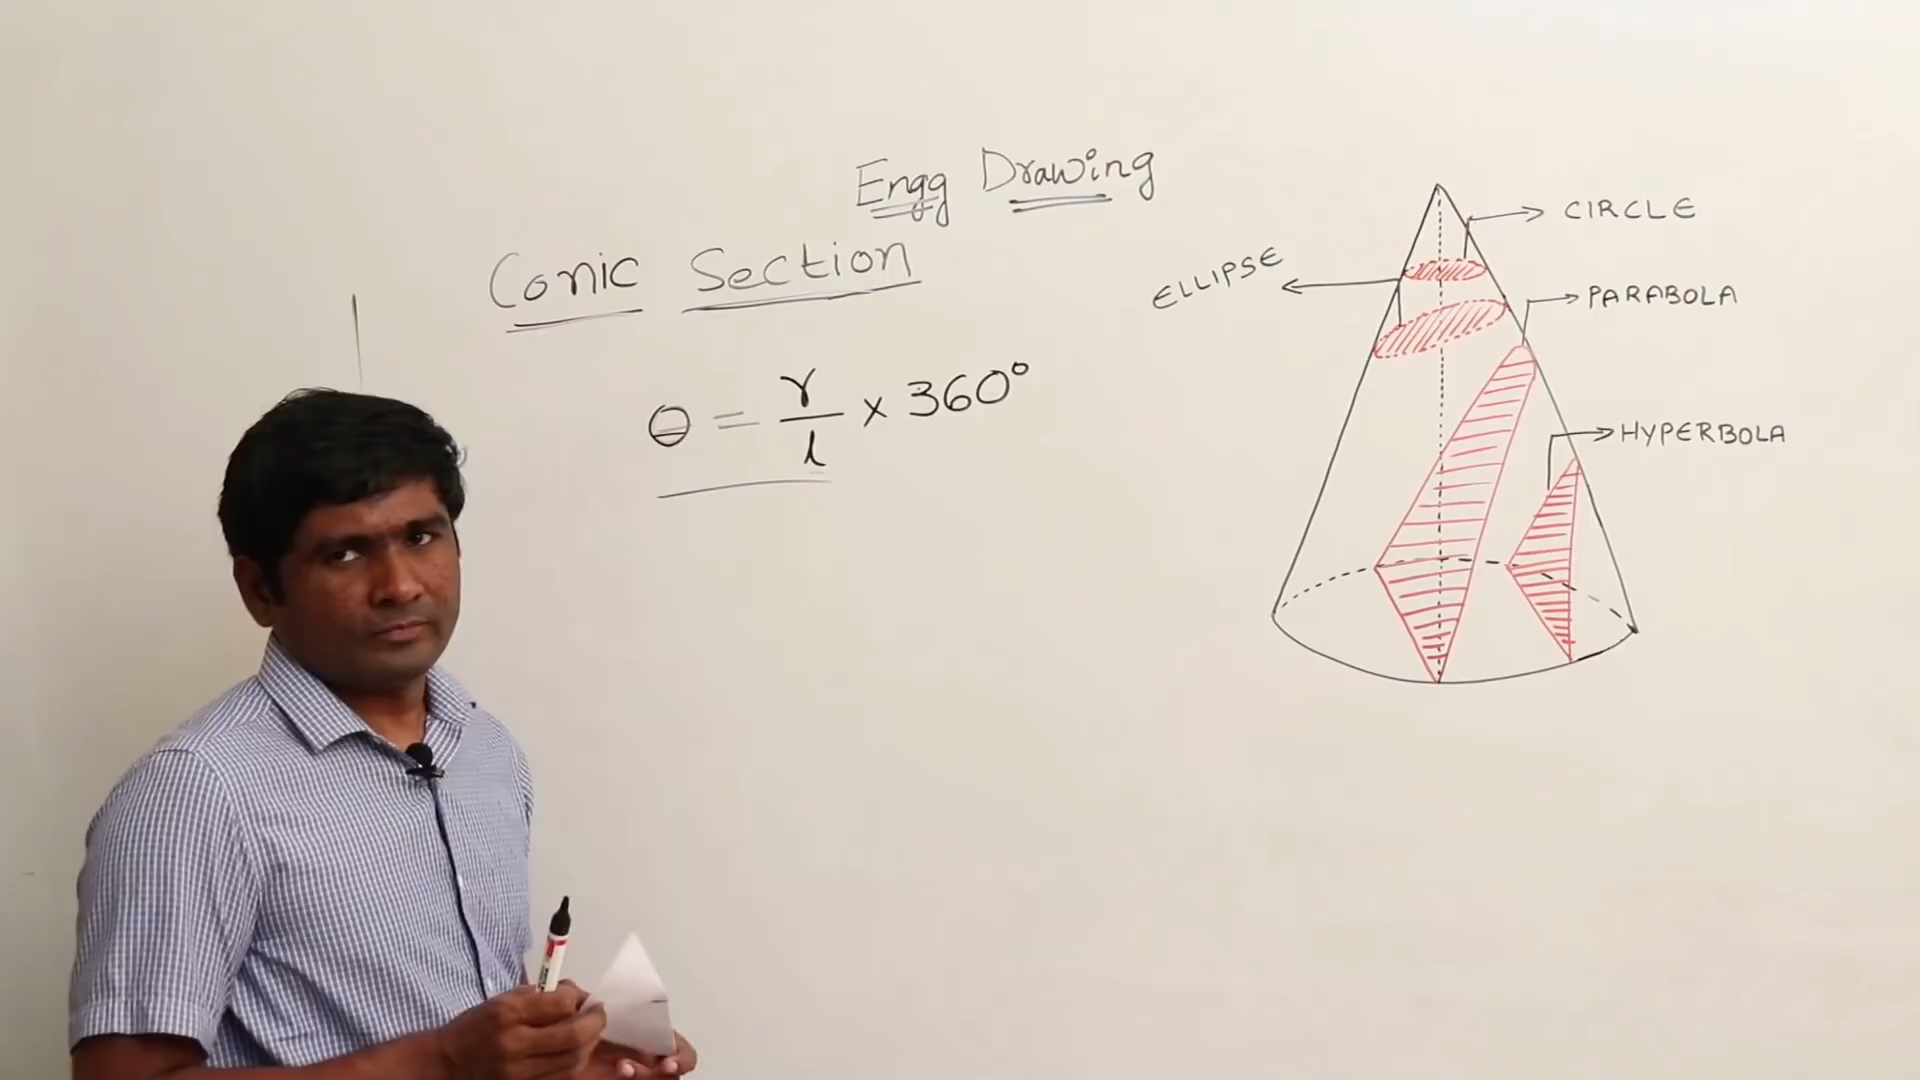 Engg Drawing
Conic Section
θ = r/l × 360°
CIRCLE
ELLIPSE
PARABOLA
HYPERBOLA